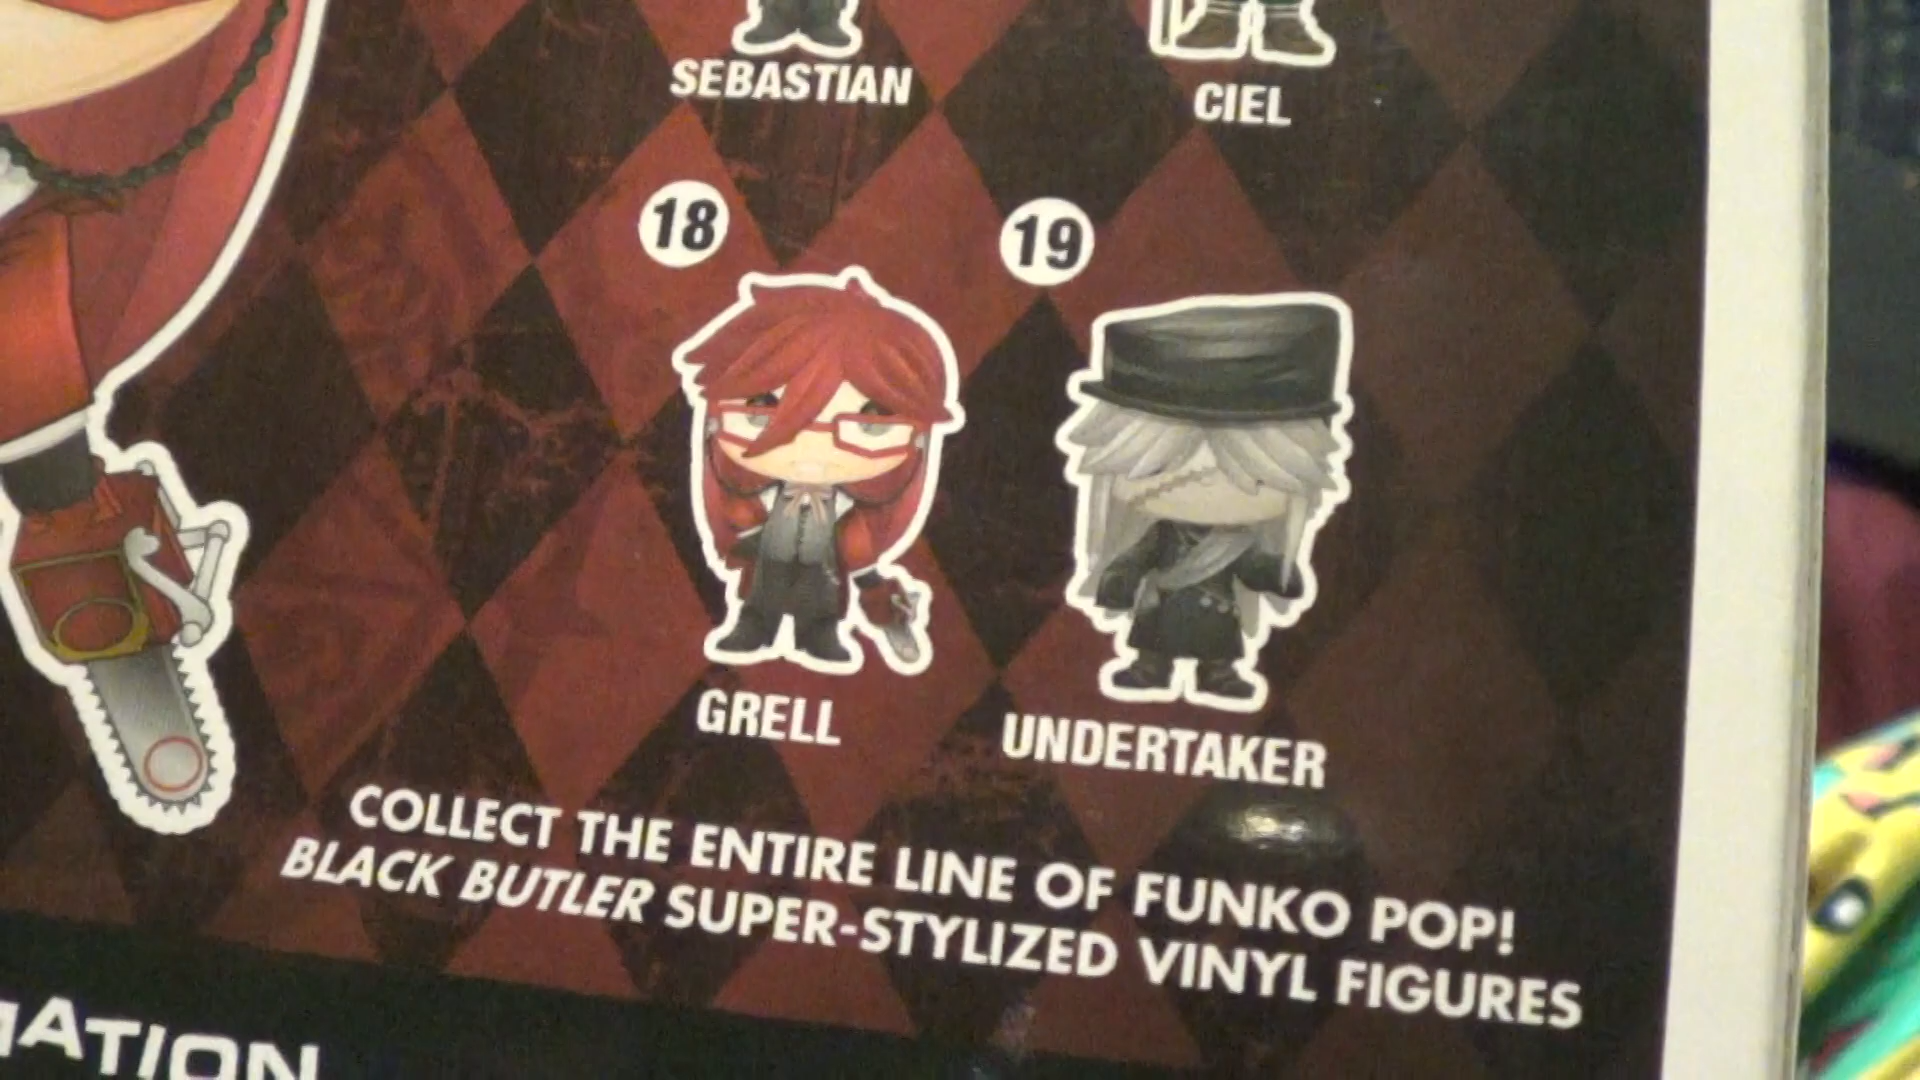 SEBASTIAN
CIEL
18
19
GRELL
UNDERTAKER
COLLECT THE ENTIRE LINE OF FUNKO POP!
BLACK BUTLER SUPER-STYLIZED VINYL FIGURES